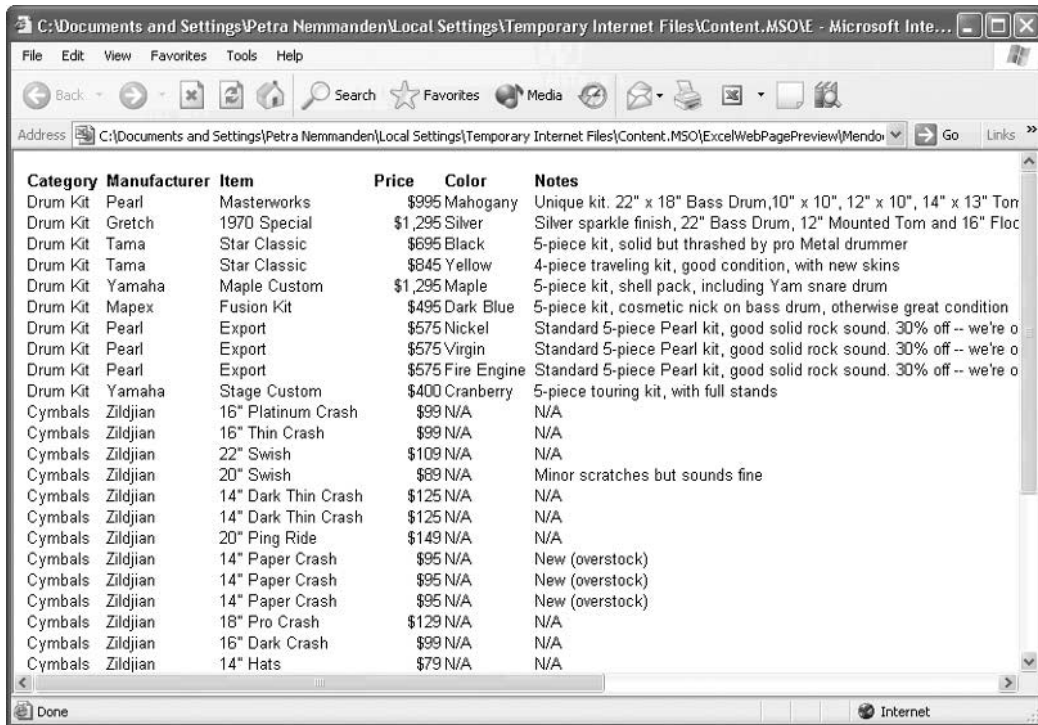 C:\Documents and Settings\Petra Nemmanden\Local Settings\Temporary Internet Files\Content.MSO\E - Microsoft Inte...
File Edit View Favorites Tools Help
Back Search Favorites Media
Address C:\Documents and Settings\Petra Nemmanden\Local Settings\Temporary Internet Files\Content.MSO\ExcelWebPagePreview\Mendo Go Links »
Category Manufacturer Item Price Color Notes
Drum Kit Pearl Masterworks $995 Mahogany Unique kit. 22" x 18" Bass Drum,10" x 10", 12" x 10", 14" x 13" Tom
Drum Kit Gretch 1970 Special $1,295 Silver Silver sparkle finish, 22" Bass Drum, 12" Mounted Tom and 16" Floo
Drum Kit Tama Star Classic $695 Black 5-piece kit, solid but thrashed by pro Metal drummer
Drum Kit Tama Star Classic $845 Yellow 4-piece traveling kit, good condition, with new skins
Drum Kit Yamaha Maple Custom $1,295 Maple 5-piece kit, shell pack, including Yam snare drum
Drum Kit Mapex Fusion Kit $495 Dark Blue 5-piece kit, cosmetic nick on bass drum, otherwise great condition
Drum Kit Pearl Export $575 Nickel Standard 5-piece Pearl kit, good solid rock sound. 30% off -- we're o
Drum Kit Pearl Export $575 Virgin Standard 5-piece Pearl kit, good solid rock sound. 30% off -- we're o
Drum Kit Pearl Export $575 Fire Engine Standard 5-piece Pearl kit, good solid rock sound. 30% off -- we're o
Drum Kit Yamaha Stage Custom $400 Cranberry 5-piece touring kit, with full stands
Cymbals Zildjian 16" Platinum Crash $99 N/A N/A
Cymbals Zildjian 16" Thin Crash $99 N/A N/A
Cymbals Zildjian 22" Swish $109 N/A N/A
Cymbals Zildjian 20" Swish $89 N/A Minor scratches but sounds fine
Cymbals Zildjian 14" Dark Thin Crash $125 N/A N/A
Cymbals Zildjian 14" Dark Thin Crash $125 N/A N/A
Cymbals Zildjian 20" Ping Ride $149 N/A N/A
Cymbals Zildjian 14" Paper Crash $95 N/A New (overstock)
Cymbals Zildjian 14" Paper Crash $95 N/A New (overstock)
Cymbals Zildjian 14" Paper Crash $95 N/A New (overstock)
Cymbals Zildjian 18" Pro Crash $129 N/A N/A
Cymbals Zildjian 16" Dark Crash $99 N/A N/A
Cymbals Zildjian 14" Hats $79 N/A N/A
Done Internet